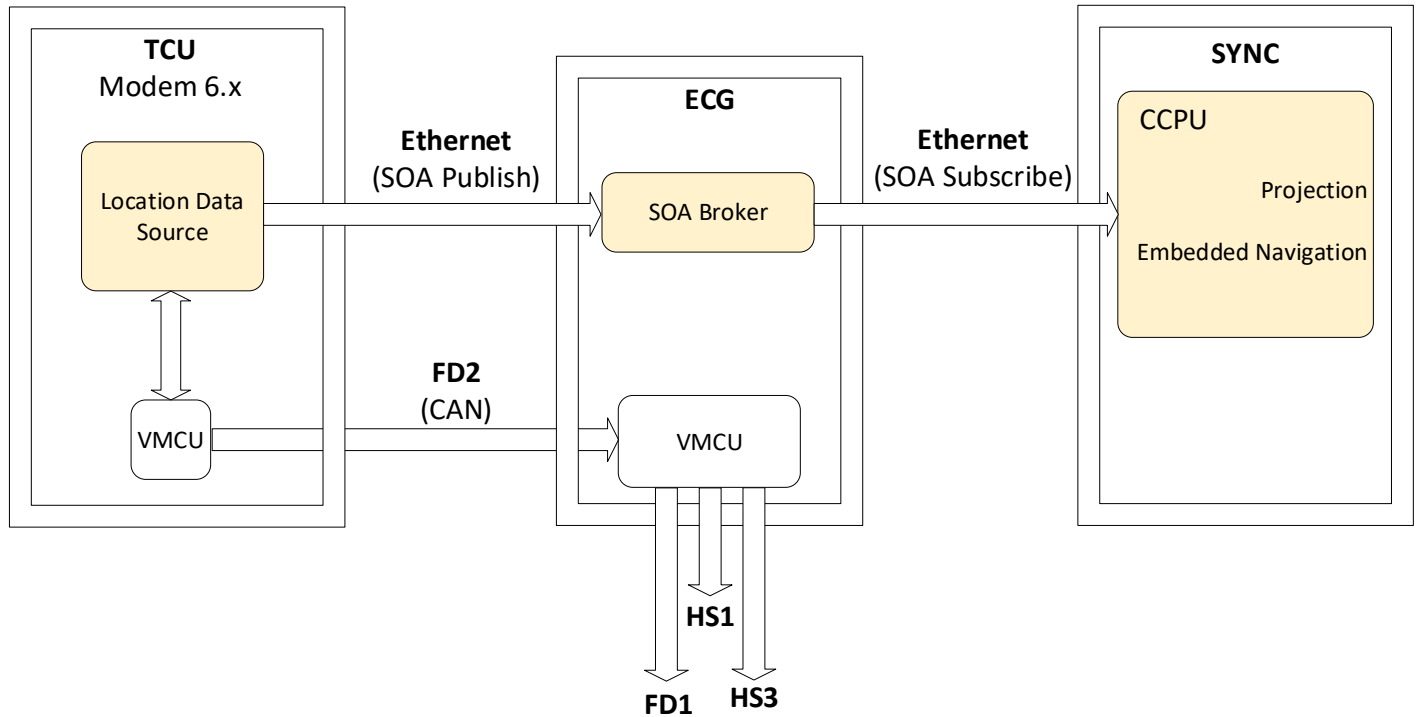 TCU
Modem 6.x
Location Data
Source
VMCU
Ethernet
(SOA Publish)
FD2
(CAN)
ECG
SOA Broker
VMCU
HS1
FD1
HS3
Ethernet
(SOA Subscribe)
SYNC
CCPU
Projection
Embedded Navigation